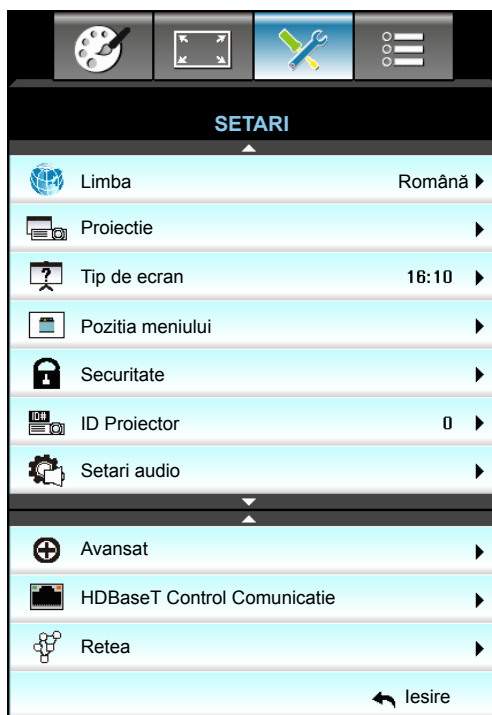 SETARI
Limba Română
Proiectie
?
Tip de ecran 16:10
Pozitia meniului
Securitate
ID#
ID Proiector 0
Setari audio
Avansat
HDBaseT Control Comunicatie
Retea
Iesire